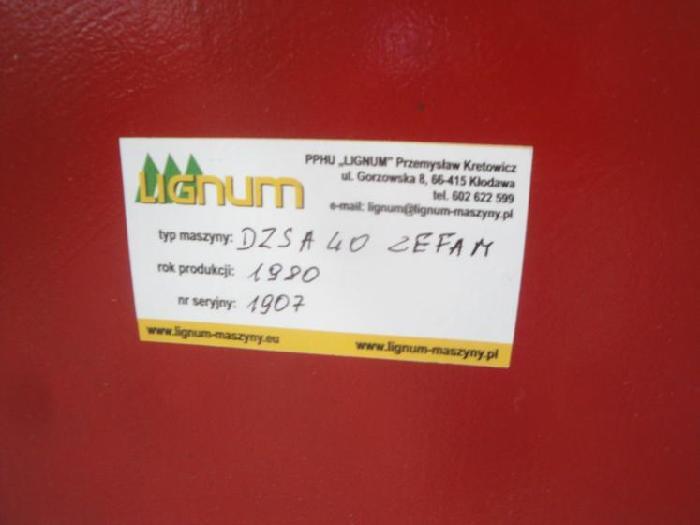 LIGNUM
PPHU „LIGNUM” Przemysław Kretowicz
ul. Gorzowska 8, 66-415 Kłodawa
tel. 602 622 599
e-mail: lignum@lignum-maszyny.pl
typ maszyny: DZSA 40 ZEFAM
rok produkcji: 1980
nr seryjny: 1907
www.lignum-maszyny.eu
www.lignum-maszyny.pl